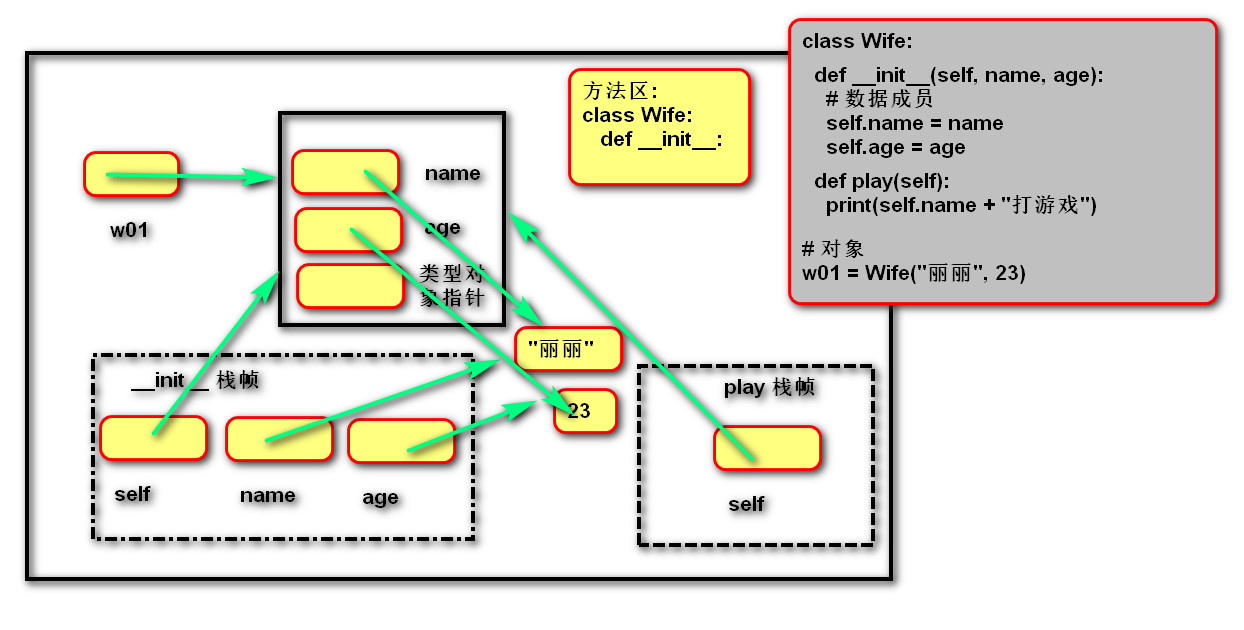 class Wife:
def __init__(self, name, age):
# 数据成员
self.name = name
self.age = age
def play(self):
print(self.name + "打游戏")
# 对象
w01 = Wife("丽丽", 23)
方法区:
class Wife:
def __init__:
name
w01
age
类型对
象指针
"丽丽"
__init__ 栈帧
play 栈帧
23
self
name
age
self